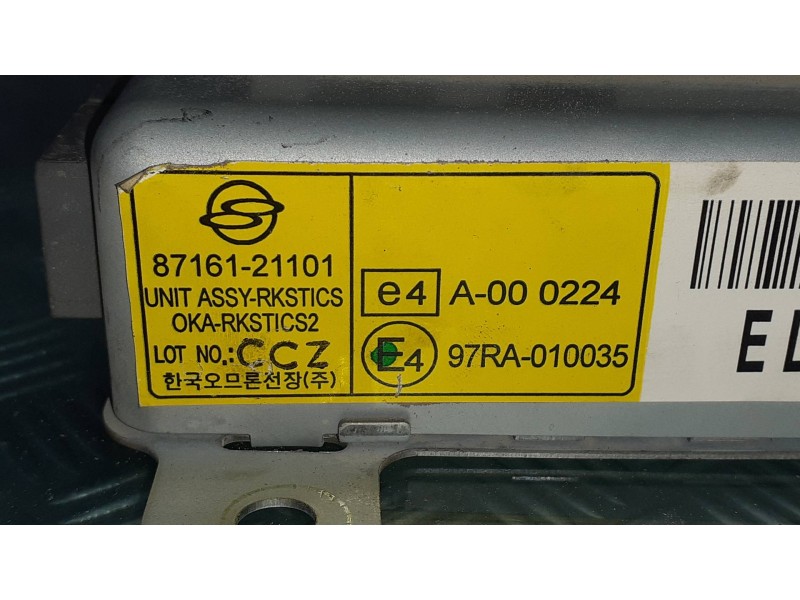 87161-21101
UNIT ASSY-RKSTICS
OKA-RKSTICS2
LOT NO.: CCZ
한국오므론전장(주)
e4 A-00 0224
E4 97RA-010035